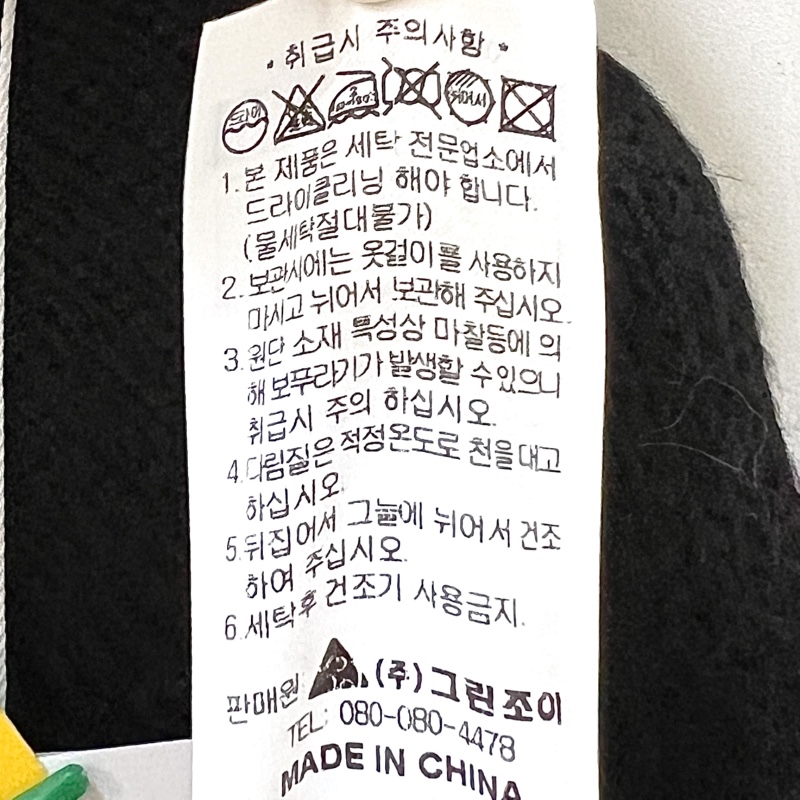 · 취급시 주의사항 ·
드라이
뉘어서
1. 본 제품은 세탁 전문업소에서
드라이클리닝 해야 합니다.
(물세탁절대불가)
2. 보관시에는 옷걸이를 사용하지
마시고 뉘어서 보관해 주십시오.
3. 원단 소재 특성상 마찰등에 의
해 보푸라기가 발생할 수 있으니
취급시 주의 하십시오.
4. 다림질은 적정온도로 천을 대고
하십시오.
5. 뒤집어서 그늘에 뉘어서 건조
하여 주십시오.
6. 세탁후 건조기 사용금지.
판매원 (주)그린조이
TEL: 080-080-4478
MADE IN CHINA